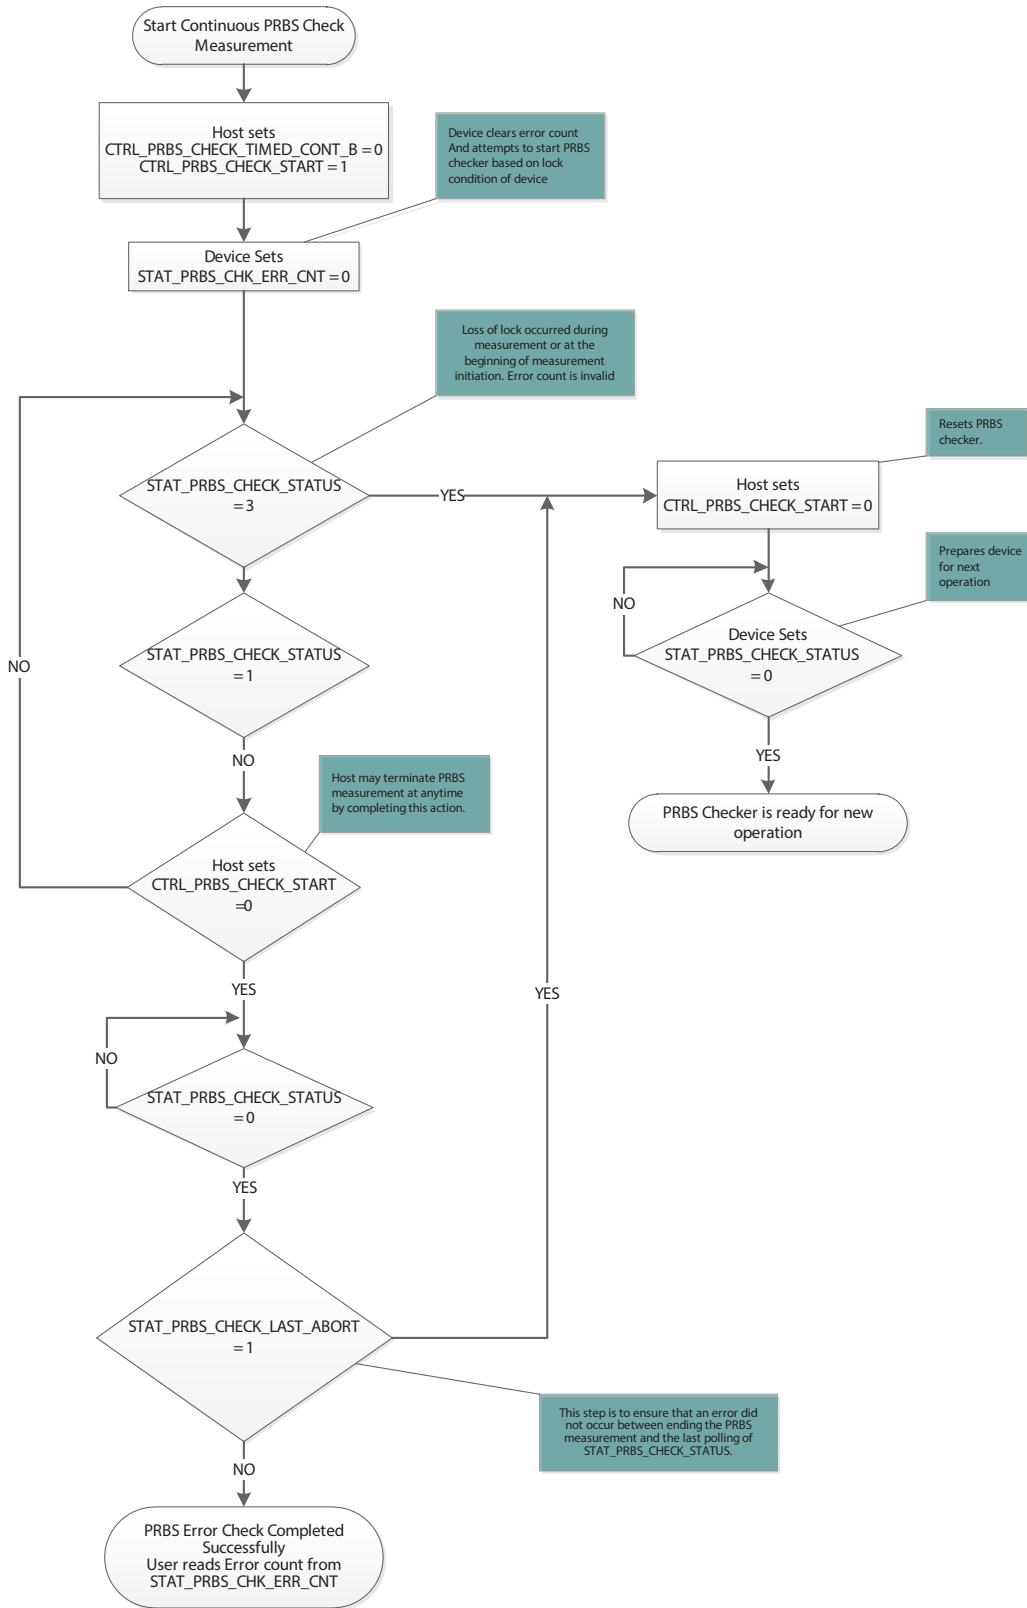 Start Continuous PRBS Check
Measurement
Host sets
CTRL_PRBS_CHECK_TIMED_CONT_B = 0
CTRL_PRBS_CHECK_START = 1
Device clears error count
And attempts to start PRBS
checker based on lock
condition of device
Device Sets
STAT_PRBS_CHK_ERR_CNT = 0
Loss of lock occurred during
measurement or at the
beginning of measurement
initiation. Error count is invalid
Resets PRBS
checker.
STAT_PRBS_CHECK_STATUS
= 3
YES
Host sets
CTRL_PRBS_CHECK_START = 0
Prepares device
for next
operation
NO
Device Sets
STAT_PRBS_CHECK_STATUS
= 0
STAT_PRBS_CHECK_STATUS
= 1
NO
NO
YES
Host may terminate PRBS
measurement at anytime
by completing this action.
PRBS Checker is ready for new
operation
Host sets
CTRL_PRBS_CHECK_START
=0
YES
YES
NO
STAT_PRBS_CHECK_STATUS
= 0
YES
STAT_PRBS_CHECK_LAST_ABORT
= 1
This step is to ensure that an error did
not occur between ending the PRBS
measurement and the last polling of
STAT_PRBS_CHECK_STATUS.
NO
PRBS Error Check Completed
Successfully
User reads Error count from
STAT_PRBS_CHK_ERR_CNT